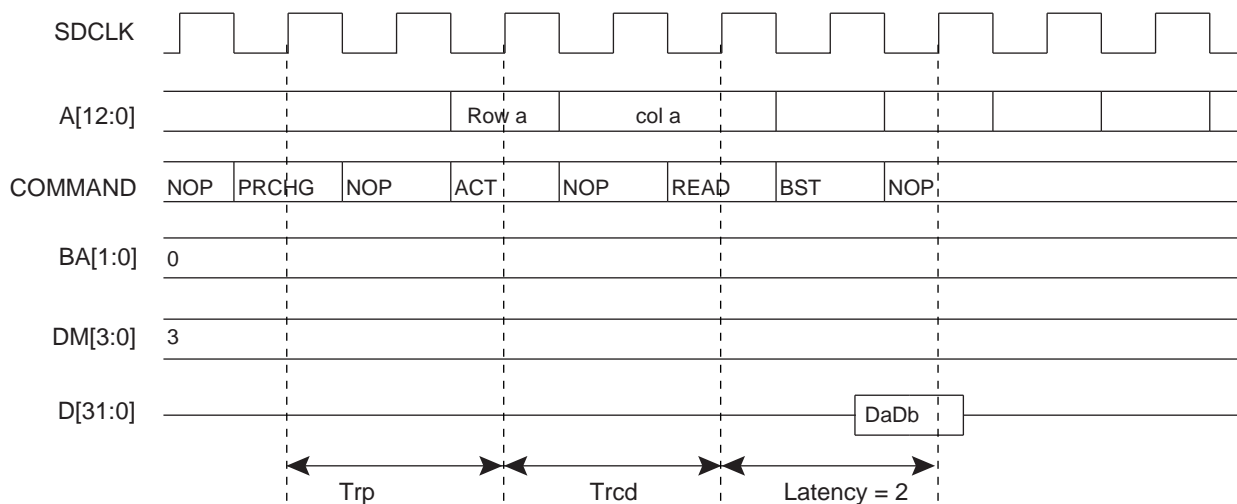 SDCLK
A[12:0] Row a col a
COMMAND NOP PRCHG NOP ACT NOP READ BST NOP
BA[1:0] 0
DM[3:0] 3
D[31:0] DaDb
Trp Trcd Latency = 2